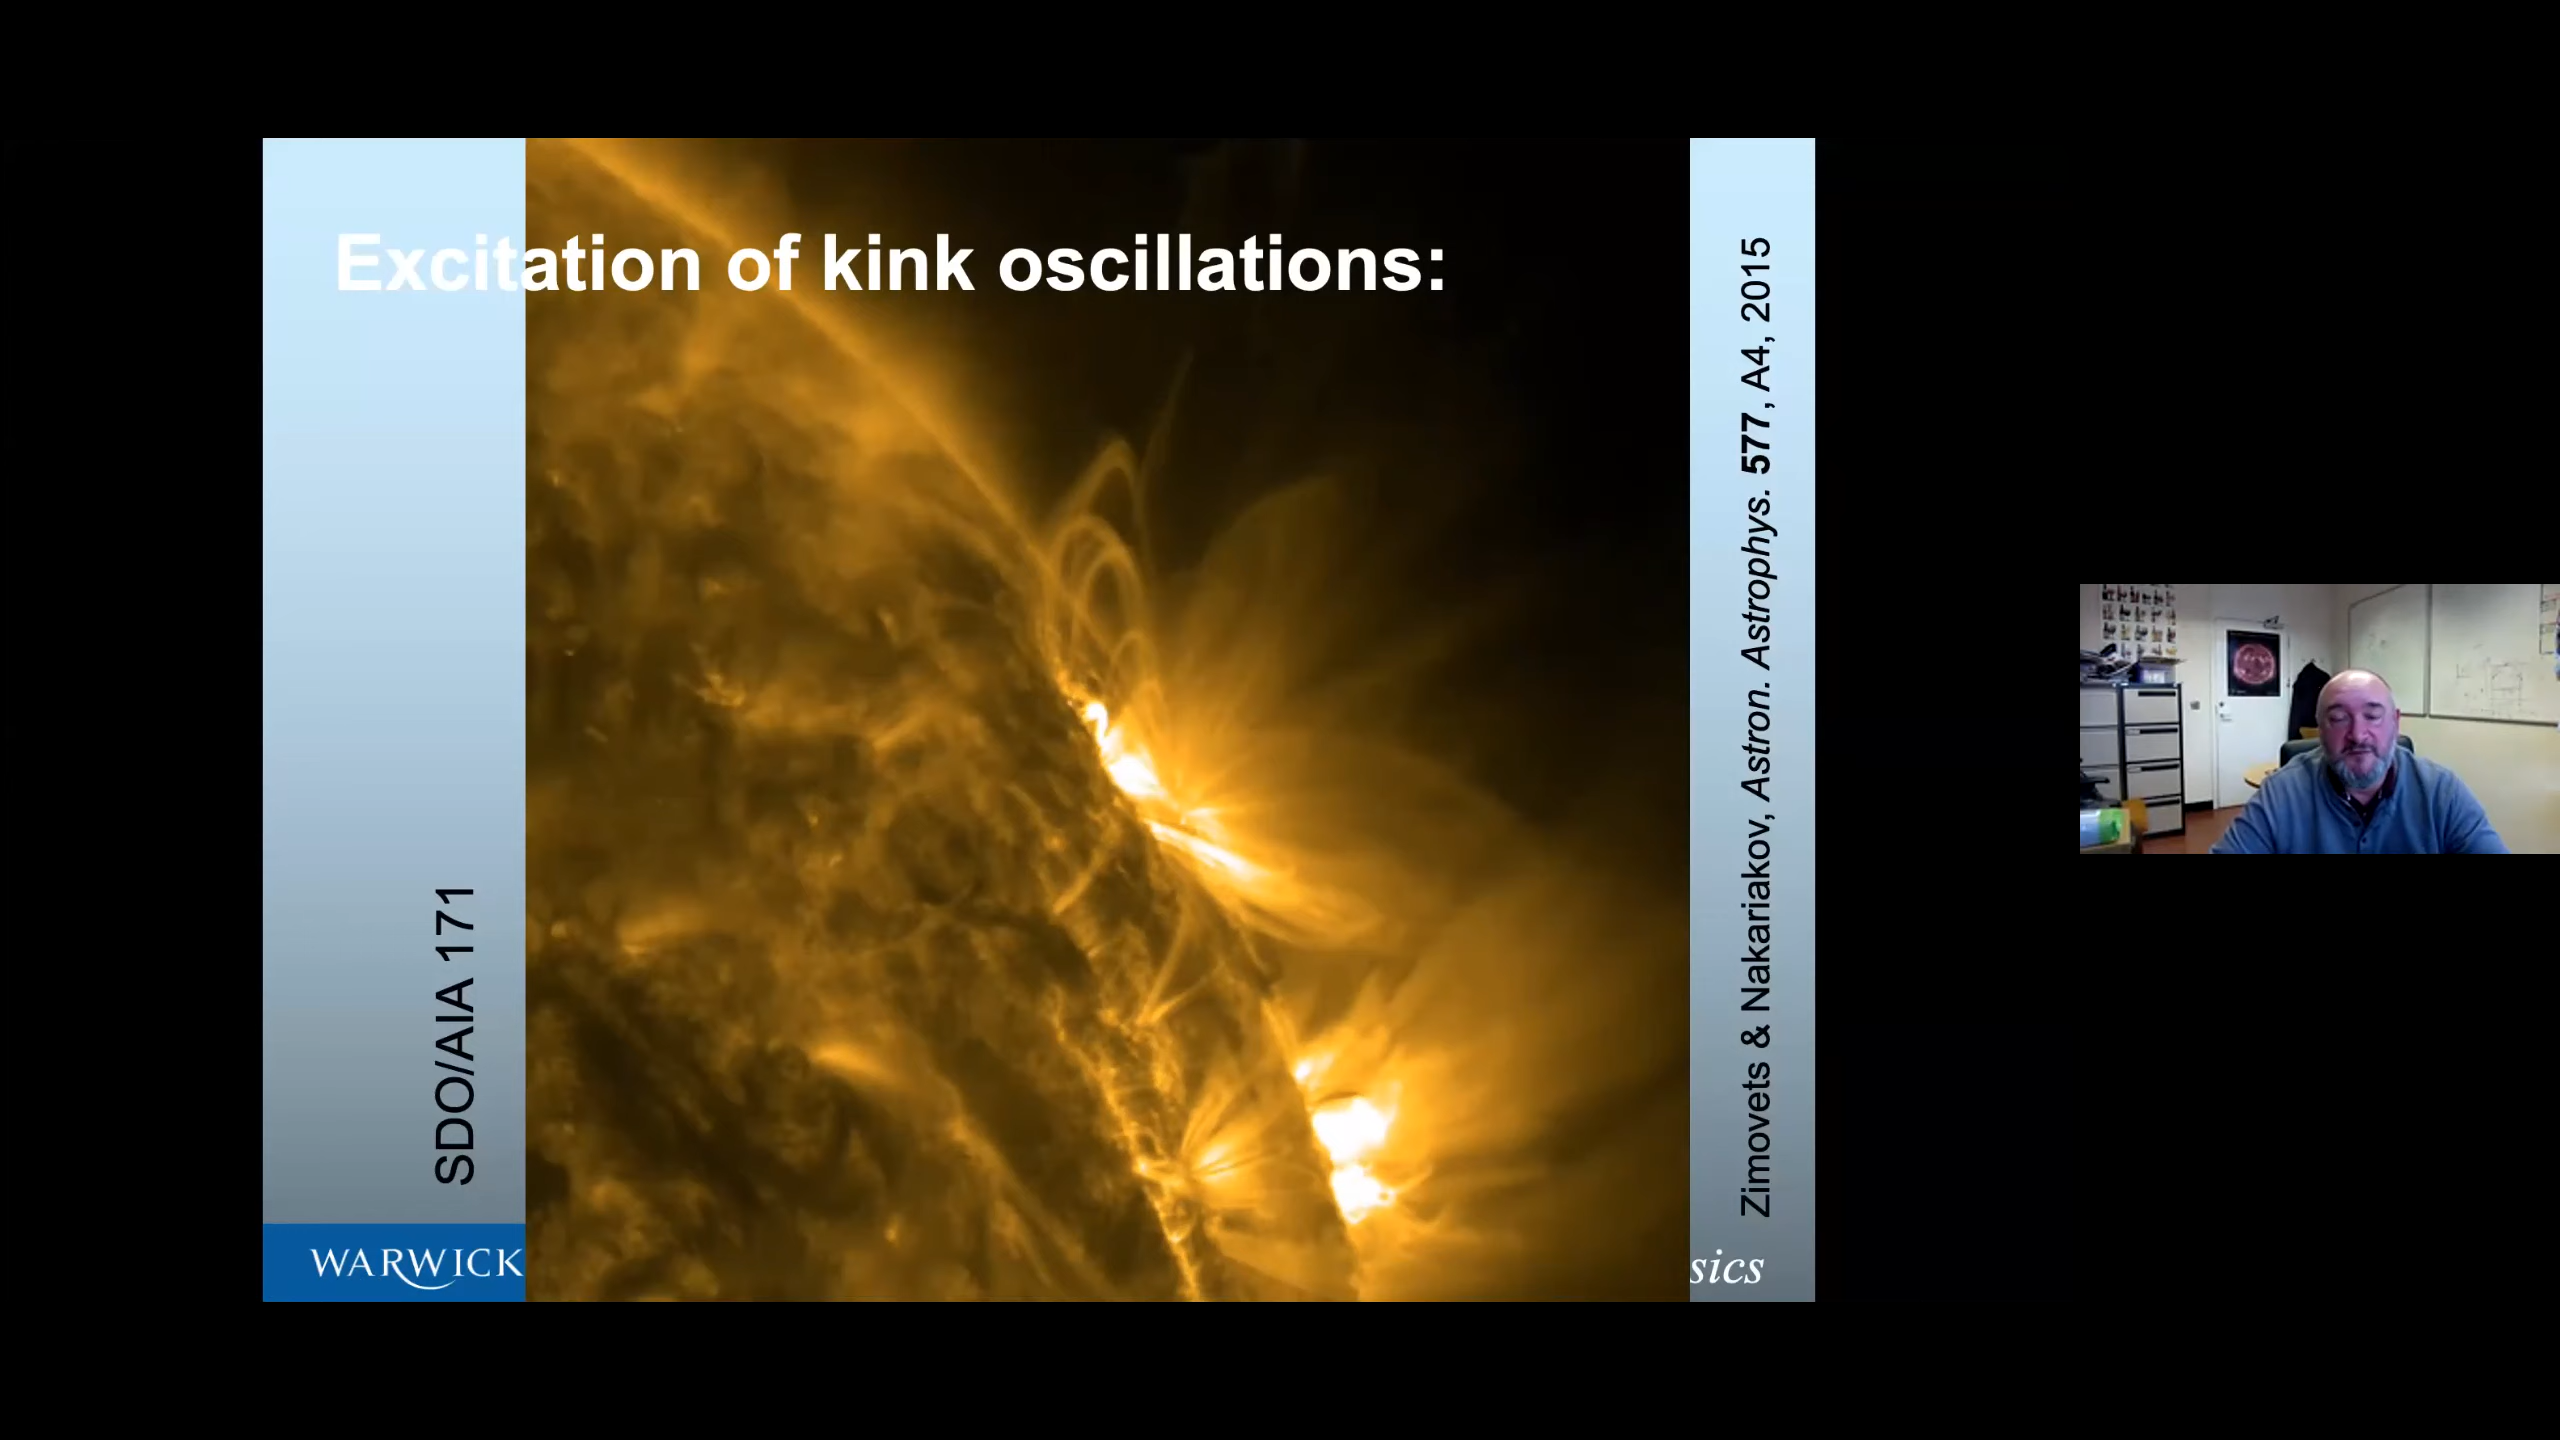 Excitation of kink oscillations:
SDO/AIA 171
Zimovets & Nakariakov, Astron. Astrophys. 577, A4, 2015
WARWICK
sics